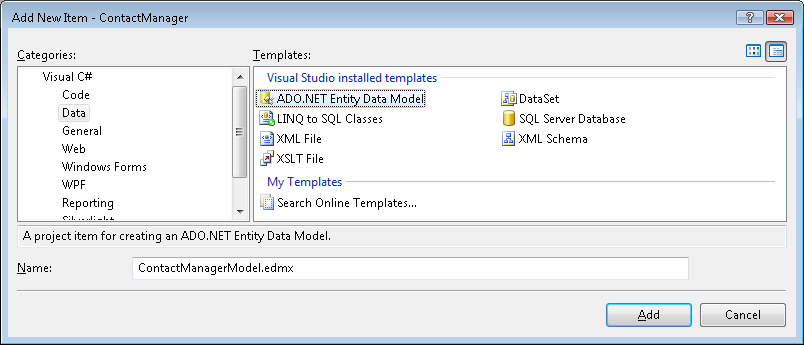 Add New Item - ContactManager
Categories:
Templates:
Visual C#
Code
Data
General
Web
Windows Forms
WPF
Reporting
Silverlight
Visual Studio installed templates
ADO.NET Entity Data Model
DataSet
LINQ to SQL Classes
SQL Server Database
XML File
XML Schema
XSLT File
My Templates
Search Online Templates...
A project item for creating an ADO.NET Entity Data Model.
Name:
ContactManagerModel.edmx
Add
Cancel